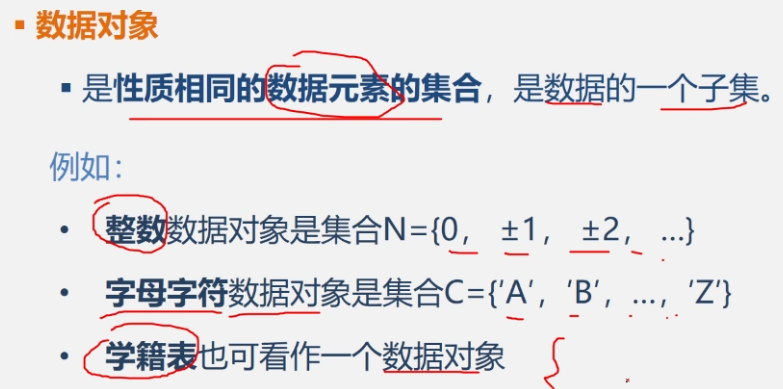 ▪ 数据对象
▪ 是性质相同的数据元素的集合，是数据的一个子集。
例如：
• 整数数据对象是集合N={0， ±1， ±2， …}
• 字母字符数据对象是集合C={'A'， 'B'， …， 'Z'}
• 学籍表也可看作一个数据对象